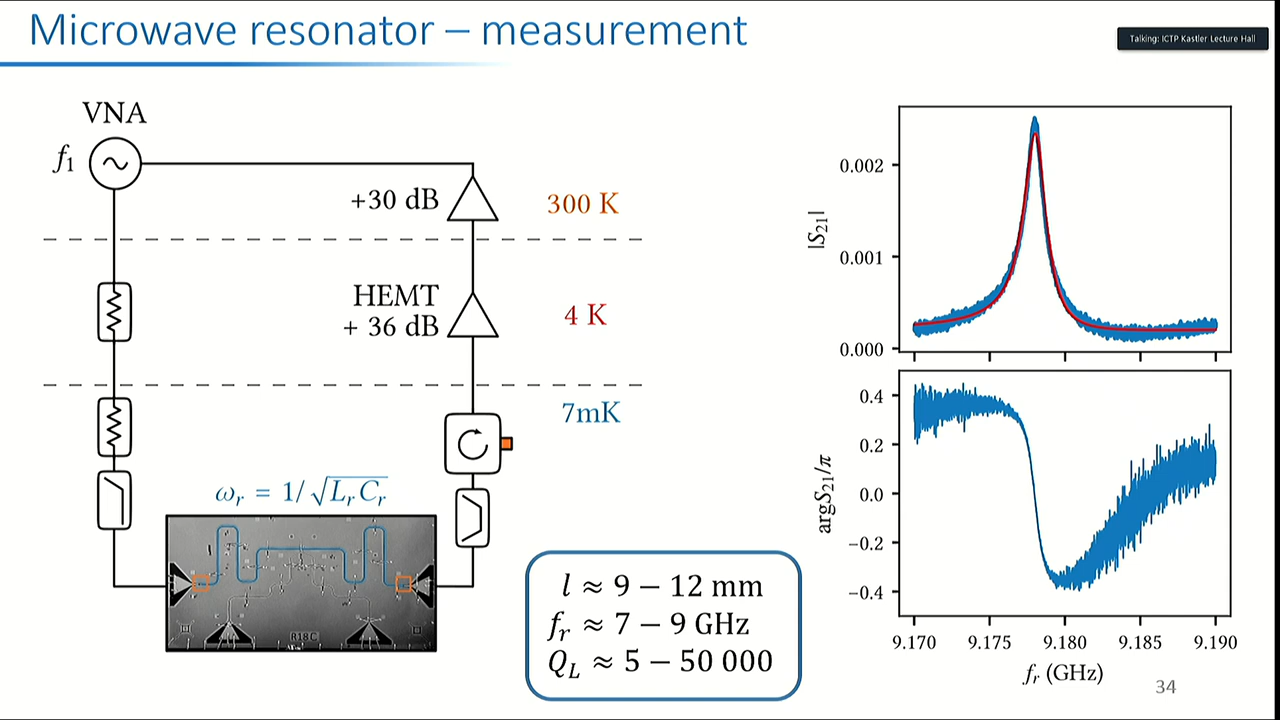 Microwave resonator – measurement
Talking: ICTP Kastler Lecture Hall
VNA
f₁
+30 dB
300 K
HEMT
+ 36 dB
4 K
7mK
ωᵣ = 1/√LᵣCᵣ
R18C
l ≈ 9 – 12 mm
fᵣ ≈ 7 – 9 GHz
Q_L ≈ 5 – 50 000
|S₂₁|
0.002
0.001
0.000
argS₂₁/π
0.4
0.2
0.0
−0.2
−0.4
9.170 9.175 9.180 9.185 9.190
fᵣ (GHz)
34